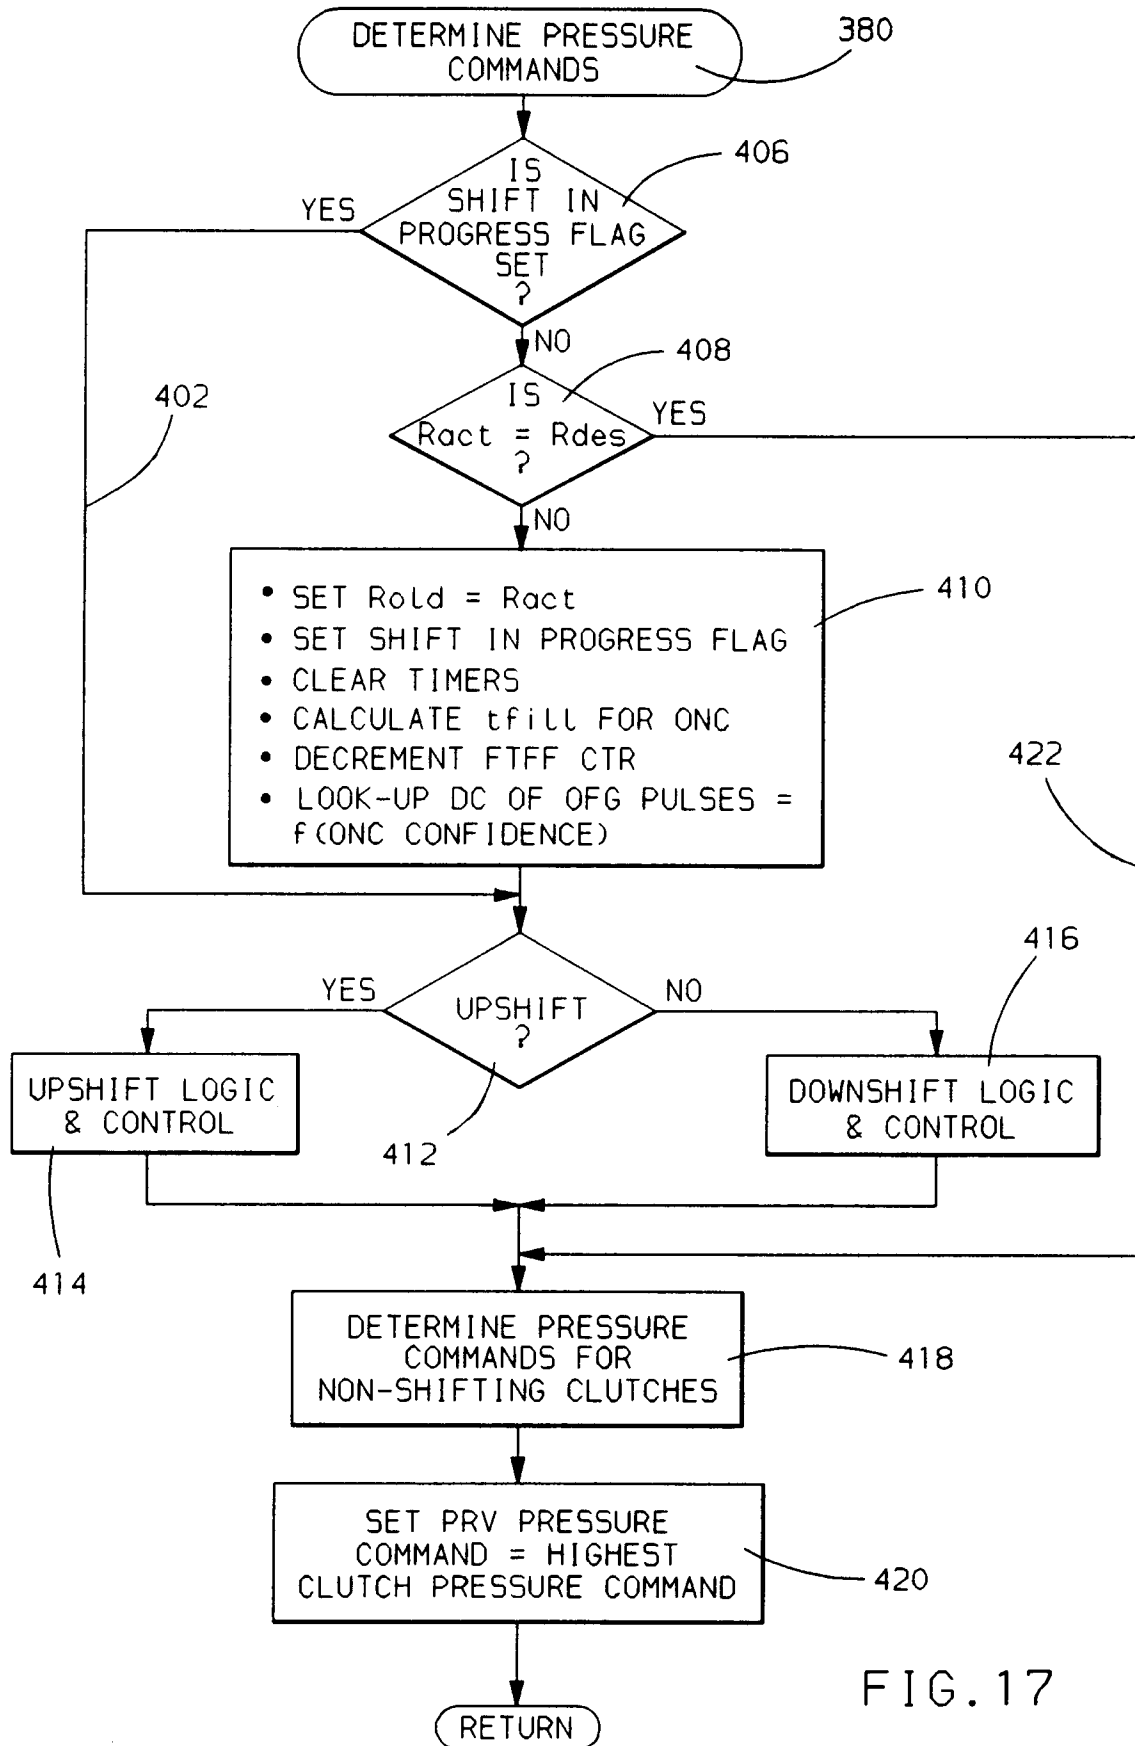 DETERMINE PRESSURE
COMMANDS
380
IS
SHIFT IN
PROGRESS FLAG
SET
?
406
YES
NO
402
IS
Ract = Rdes
?
408
YES
NO
• SET Rold = Ract
• SET SHIFT IN PROGRESS FLAG
• CLEAR TIMERS
• CALCULATE tfill FOR ONC
• DECREMENT FTFF CTR
• LOOK-UP DC OF OFG PULSES =
f(ONC CONFIDENCE)
410
422
UPSHIFT
?
YES
NO
412
416
UPSHIFT LOGIC
& CONTROL
414
DOWNSHIFT LOGIC
& CONTROL
DETERMINE PRESSURE
COMMANDS FOR
NON-SHIFTING CLUTCHES
418
SET PRV PRESSURE
COMMAND = HIGHEST
CLUTCH PRESSURE COMMAND
420
RETURN
FIG.17